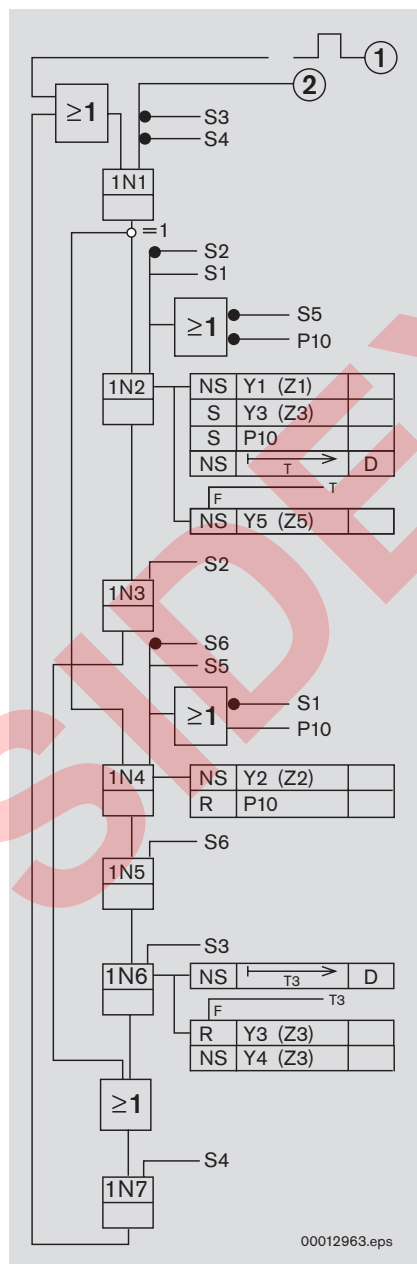 1
2
≥1
S3
S4
1N1
=1
S2
S1
≥1
S5
P10
1N2
NS Y1 (Z1)
S Y3 (Z3)
S P10
NS T D
F T
NS Y5 (Z5)
S2
1N3
S6
S5
≥1
S1
P10
1N4
NS Y2 (Z2)
R P10
S6
1N5
S3
1N6
NS T3 D
F T3
R Y3 (Z3)
NS Y4 (Z3)
≥1
S4
1N7
00012963.eps